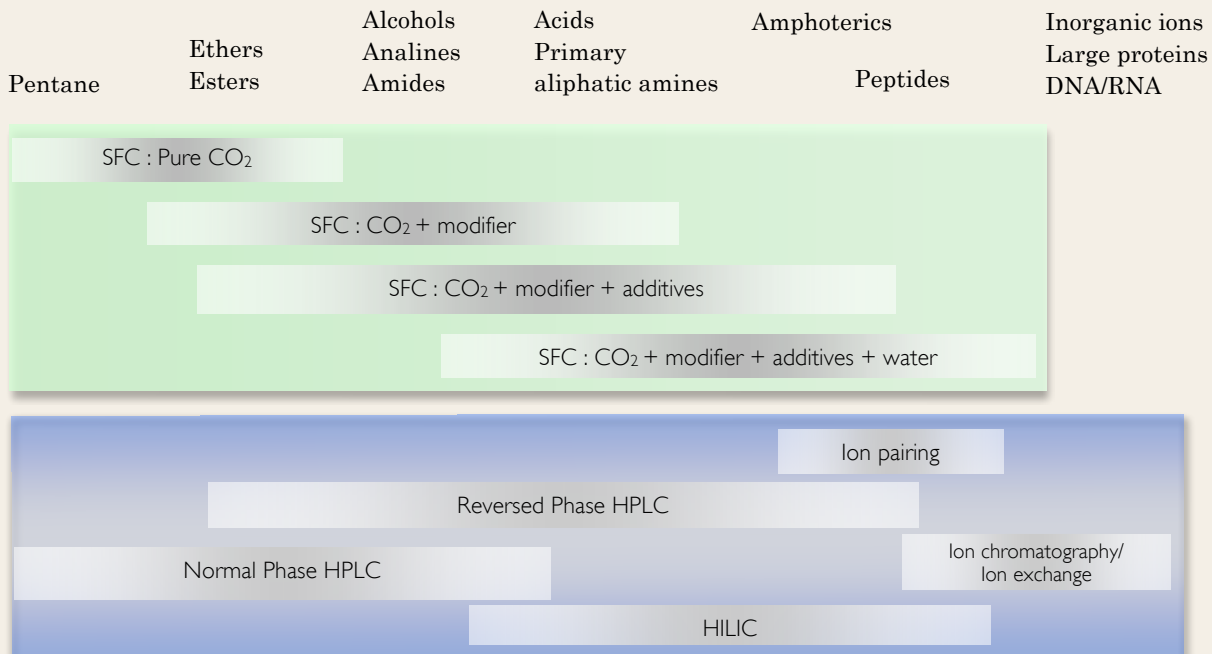 Pentane
Ethers
Esters
Alcohols
Analines
Amides
Acids
Primary
aliphatic amines
Amphoterics
Peptides
Inorganic ions
Large proteins
DNA/RNA
SFC : Pure CO₂
SFC : CO₂ + modifier
SFC : CO₂ + modifier + additives
SFC : CO₂ + modifier + additives + water
Ion pairing
Reversed Phase HPLC
Normal Phase HPLC
Ion chromatography/
Ion exchange
HILIC